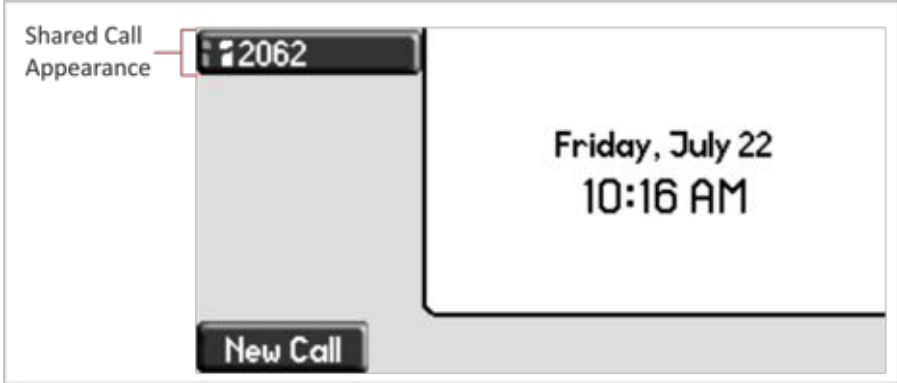 Shared Call
Appearance
2062
Friday, July 22
10:16 AM
New Call